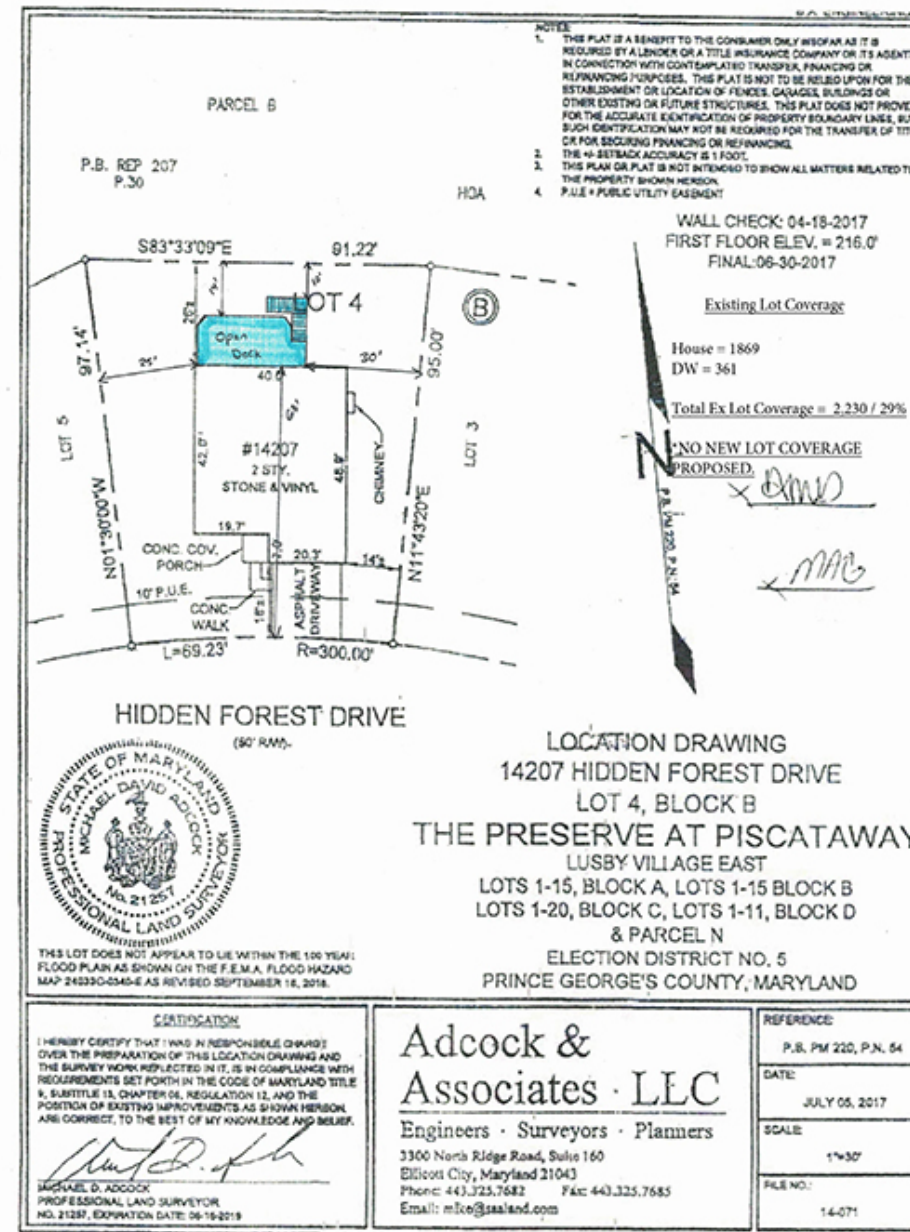 NOTES:
1. THIS PLAT IS A BENEFIT TO THE CONSUMER ONLY INSOFAR AS IT IS
REQUIRED BY A LENDER OR A TITLE INSURANCE COMPANY OR ITS AGENT
IN CONNECTION WITH CONTEMPLATED TRANSFER, FINANCING OR
REFINANCING PURPOSES. THIS PLAT IS NOT TO BE RELIED UPON FOR THE
ESTABLISHMENT OR LOCATION OF FENCES, GARAGES, BUILDINGS OR
OTHER EXISTING OR FUTURE STRUCTURES. THIS PLAT DOES NOT PROVIDE
FOR THE ACCURATE IDENTIFICATION OF PROPERTY BOUNDARY LINES, BUT
SUCH IDENTIFICATION MAY NOT BE REQUIRED FOR THE TRANSFER OF TIT
OR FOR SECURING FINANCING OR REFINANCING.
2. THE +/- SETBACK ACCURACY IS 1 FOOT.
3. THIS PLAN OR PLAT IS NOT INTENDED TO SHOW ALL MATTERS RELATED TO
THE PROPERTY SHOWN HEREON.
4 P.U.E = PUBLIC UTILITY EASEMENT
PARCEL B
P.B. REP 207
P.30
HOA
WALL CHECK: 04-18-2017
FIRST FLOOR ELEV. = 216.0'
FINAL:06-30-2017
Existing Lot Coverage
House = 1869
DW = 361
Total Ex Lot Coverage = 2,230 / 29%
*NO NEW LOT COVERAGE
PROPOSED.
S83°33'09"E 91.22'
LOT 4
B
Open
Deck
97.14'
25'
30'
95.00'
LOT 5
42.0'
#14207
2 STY.
STONE & VINYL
CHIMNEY
LOT 3
N01°30'00"W
N11°43'20"E
19.7'
20.3'
CONC. COV.
PORCH
10' P.U.E.
CONC
WALK
ASPHALT
DRIVEWAY
L=69.23' R=300.00'
N
P.B. PM 220, P.N. 54
HIDDEN FOREST DRIVE
(50' R/W)
STATE OF MARYLAND
MICHAEL DAVID ADCOCK
No. 21257
PROFESSIONAL LAND SURVEYOR
LOCATION DRAWING
14207 HIDDEN FOREST DRIVE
LOT 4, BLOCK B
THE PRESERVE AT PISCATAWAY
LUSBY VILLAGE EAST
LOTS 1-15, BLOCK A, LOTS 1-15 BLOCK B
LOTS 1-20, BLOCK C, LOTS 1-11, BLOCK D
& PARCEL N
ELECTION DISTRICT NO. 5
PRINCE GEORGE'S COUNTY, MARYLAND
THIS LOT DOES NOT APPEAR TO LIE WITHIN THE 100 YEAR
FLOOD PLAIN AS SHOWN ON THE F.E.M.A. FLOOD HAZARD
MAP 24033C-0340-E AS REVISED SEPTEMBER 16, 2016.
CERTIFICATION
I HEREBY CERTIFY THAT I WAS IN RESPONSIBLE CHARGE
OVER THE PREPARATION OF THIS LOCATION DRAWING AND
THE SURVEY WORK REFLECTED IN IT, IS IN COMPLIANCE WITH
REQUIREMENTS SET FORTH IN THE CODE OF MARYLAND TITLE
9, SUBTITLE 13, CHAPTER 06, REGULATION 12, AND THE
POSITION OF EXISTING IMPROVEMENTS AS SHOWN HEREON,
ARE CORRECT, TO THE BEST OF MY KNOWLEDGE AND BELIEF.
MICHAEL D. ADCOCK
PROFESSIONAL LAND SURVEYOR
NO. 21257, EXPIRATION DATE: 06-16-2019
Adcock &
Associates · LLC
Engineers · Surveyors · Planners
3300 North Ridge Road, Suite 160
Ellicott City, Maryland 21043
Phone: 443.325.7682 Fax: 443.325.7685
Email: mike@saaland.com
REFERENCE:
P.B. PM 220, P.N. 54
DATE:
JULY 05, 2017
SCALE:
1"=30'
FILE NO.:
14-071